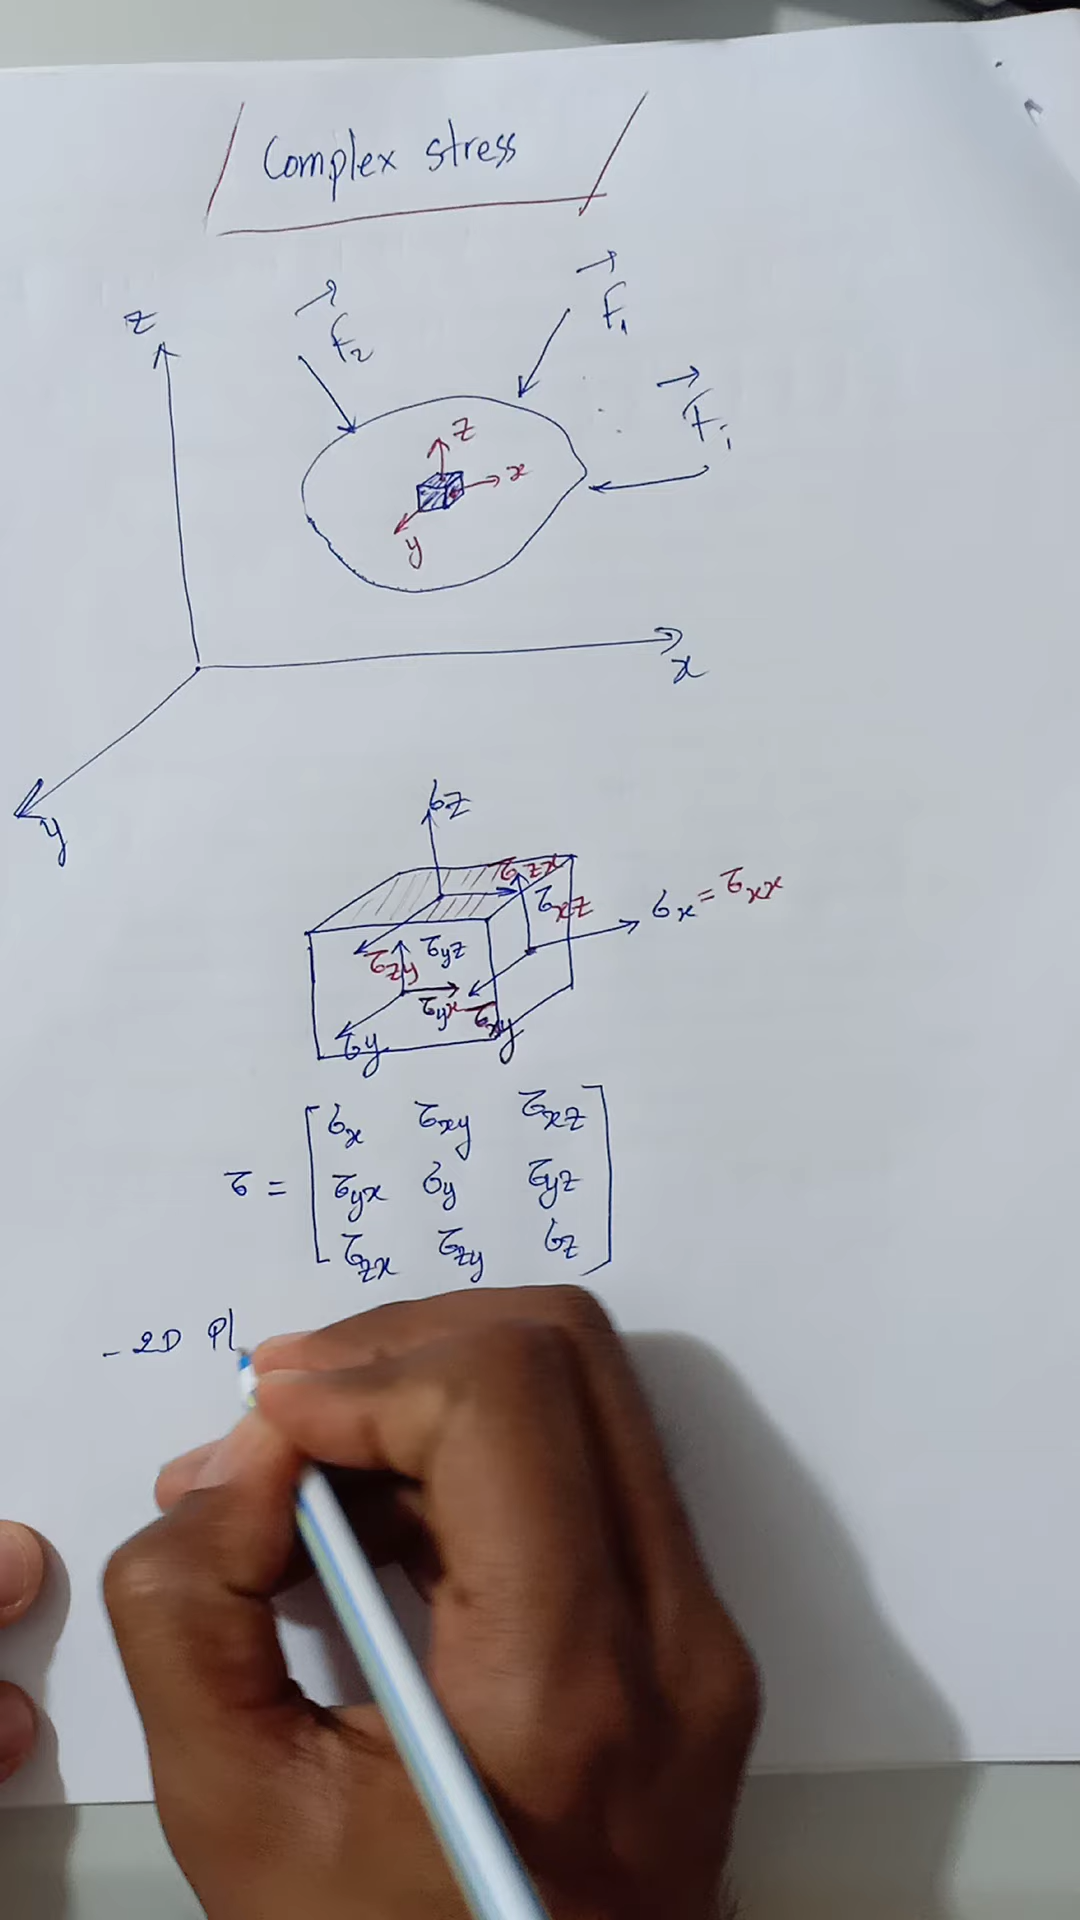 Complex stress
z
F₂
F₁
Fᵢ
z
x
y
x
y
σz
τzx
τxz
σx = τxx
τzy
τyz
τyx
τxy
σy
τ = [ σx τxy τxz
τyx σy τyz
τzx τzy σz ]
- 2D Pl